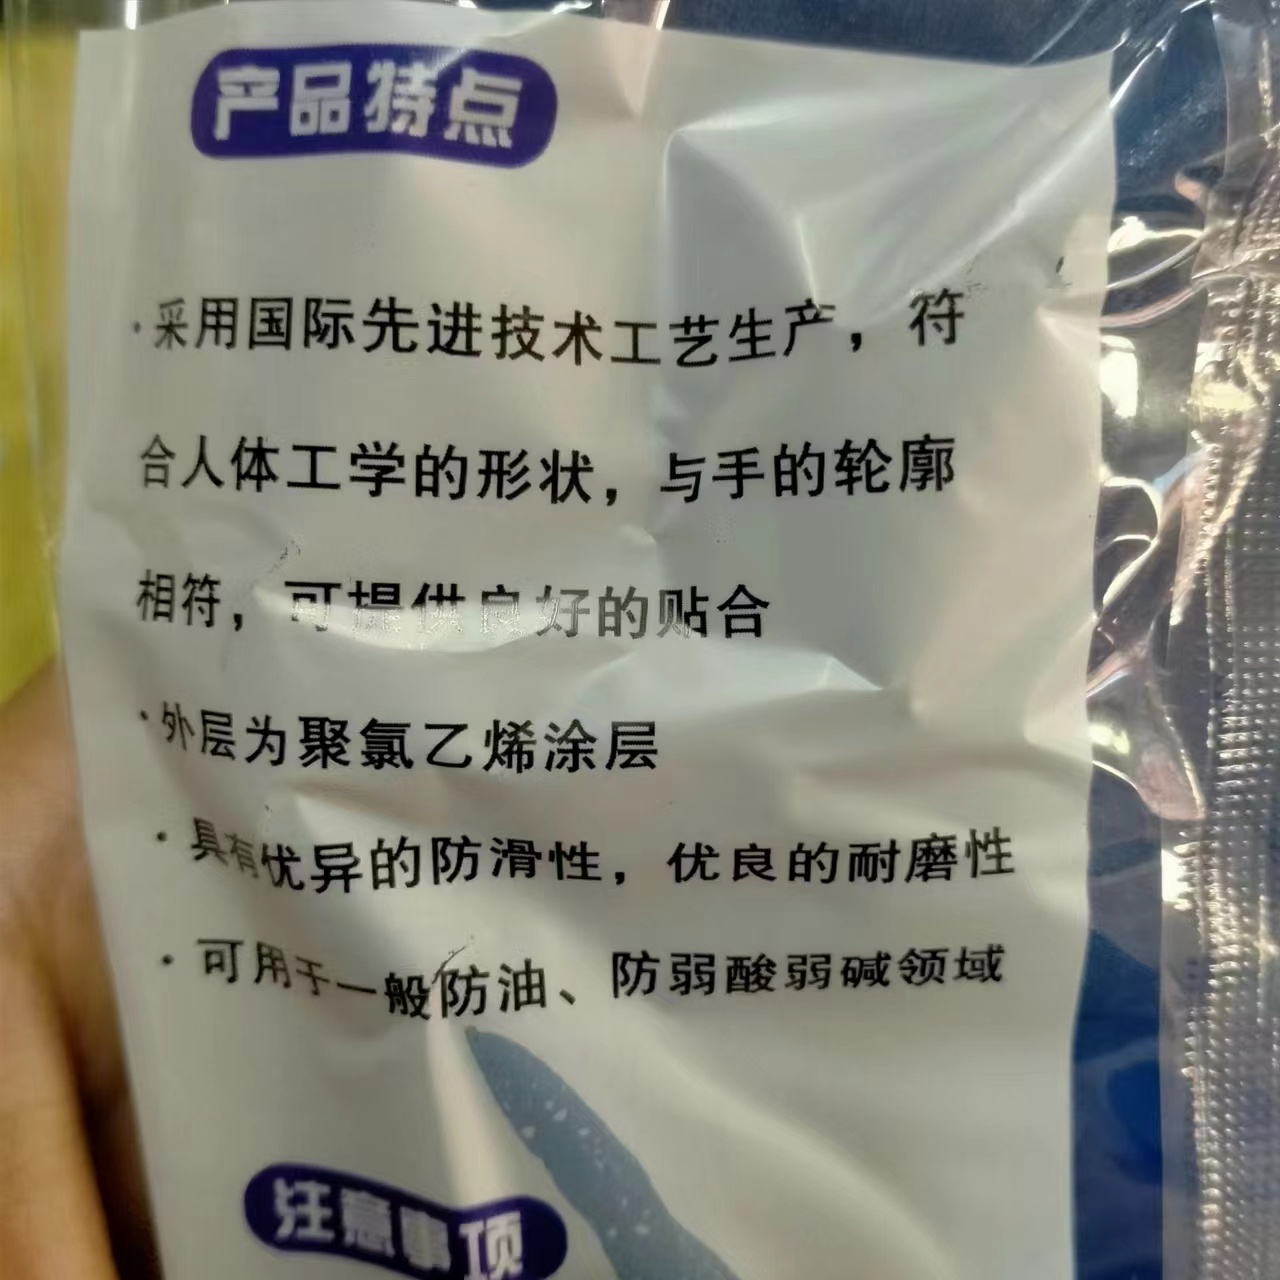 产品特点
·采用国际先进技术工艺生产，符
合人体工学的形状，与手的轮廓
相符，可提供良好的贴合
·外层为聚氯乙烯涂层
·具有优异的防滑性，优良的耐磨性
·可用于一般防油、防弱酸弱碱领域
注意事项